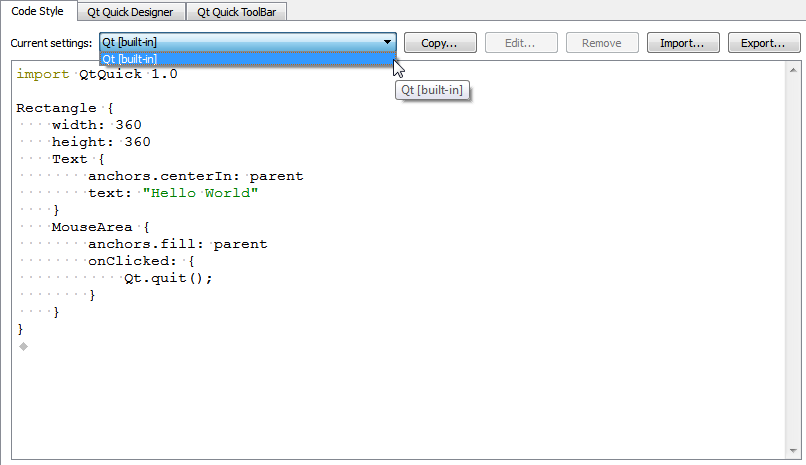 Code Style Qt Quick Designer Qt Quick ToolBar
Current settings: Qt [built-in] Copy... Edit... Remove Import... Export...
Qt [built-in]
Qt [built-in]
import QtQuick 1.0
Rectangle {
    width: 360
    height: 360
    Text {
        anchors.centerIn: parent
        text: "Hello World"
    }
    MouseArea {
        anchors.fill: parent
        onClicked: {
            Qt.quit();
        }
    }
}